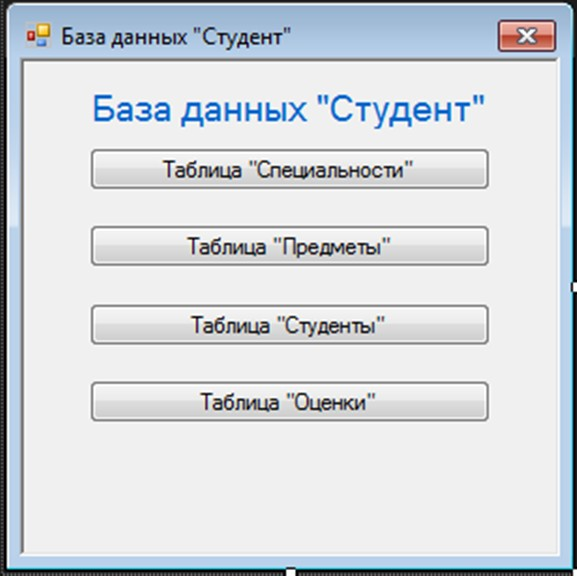 База данных "Студент"
База данных "Студент"
Таблица "Специальности"
Таблица "Предметы"
Таблица "Студенты"
Таблица "Оценки"